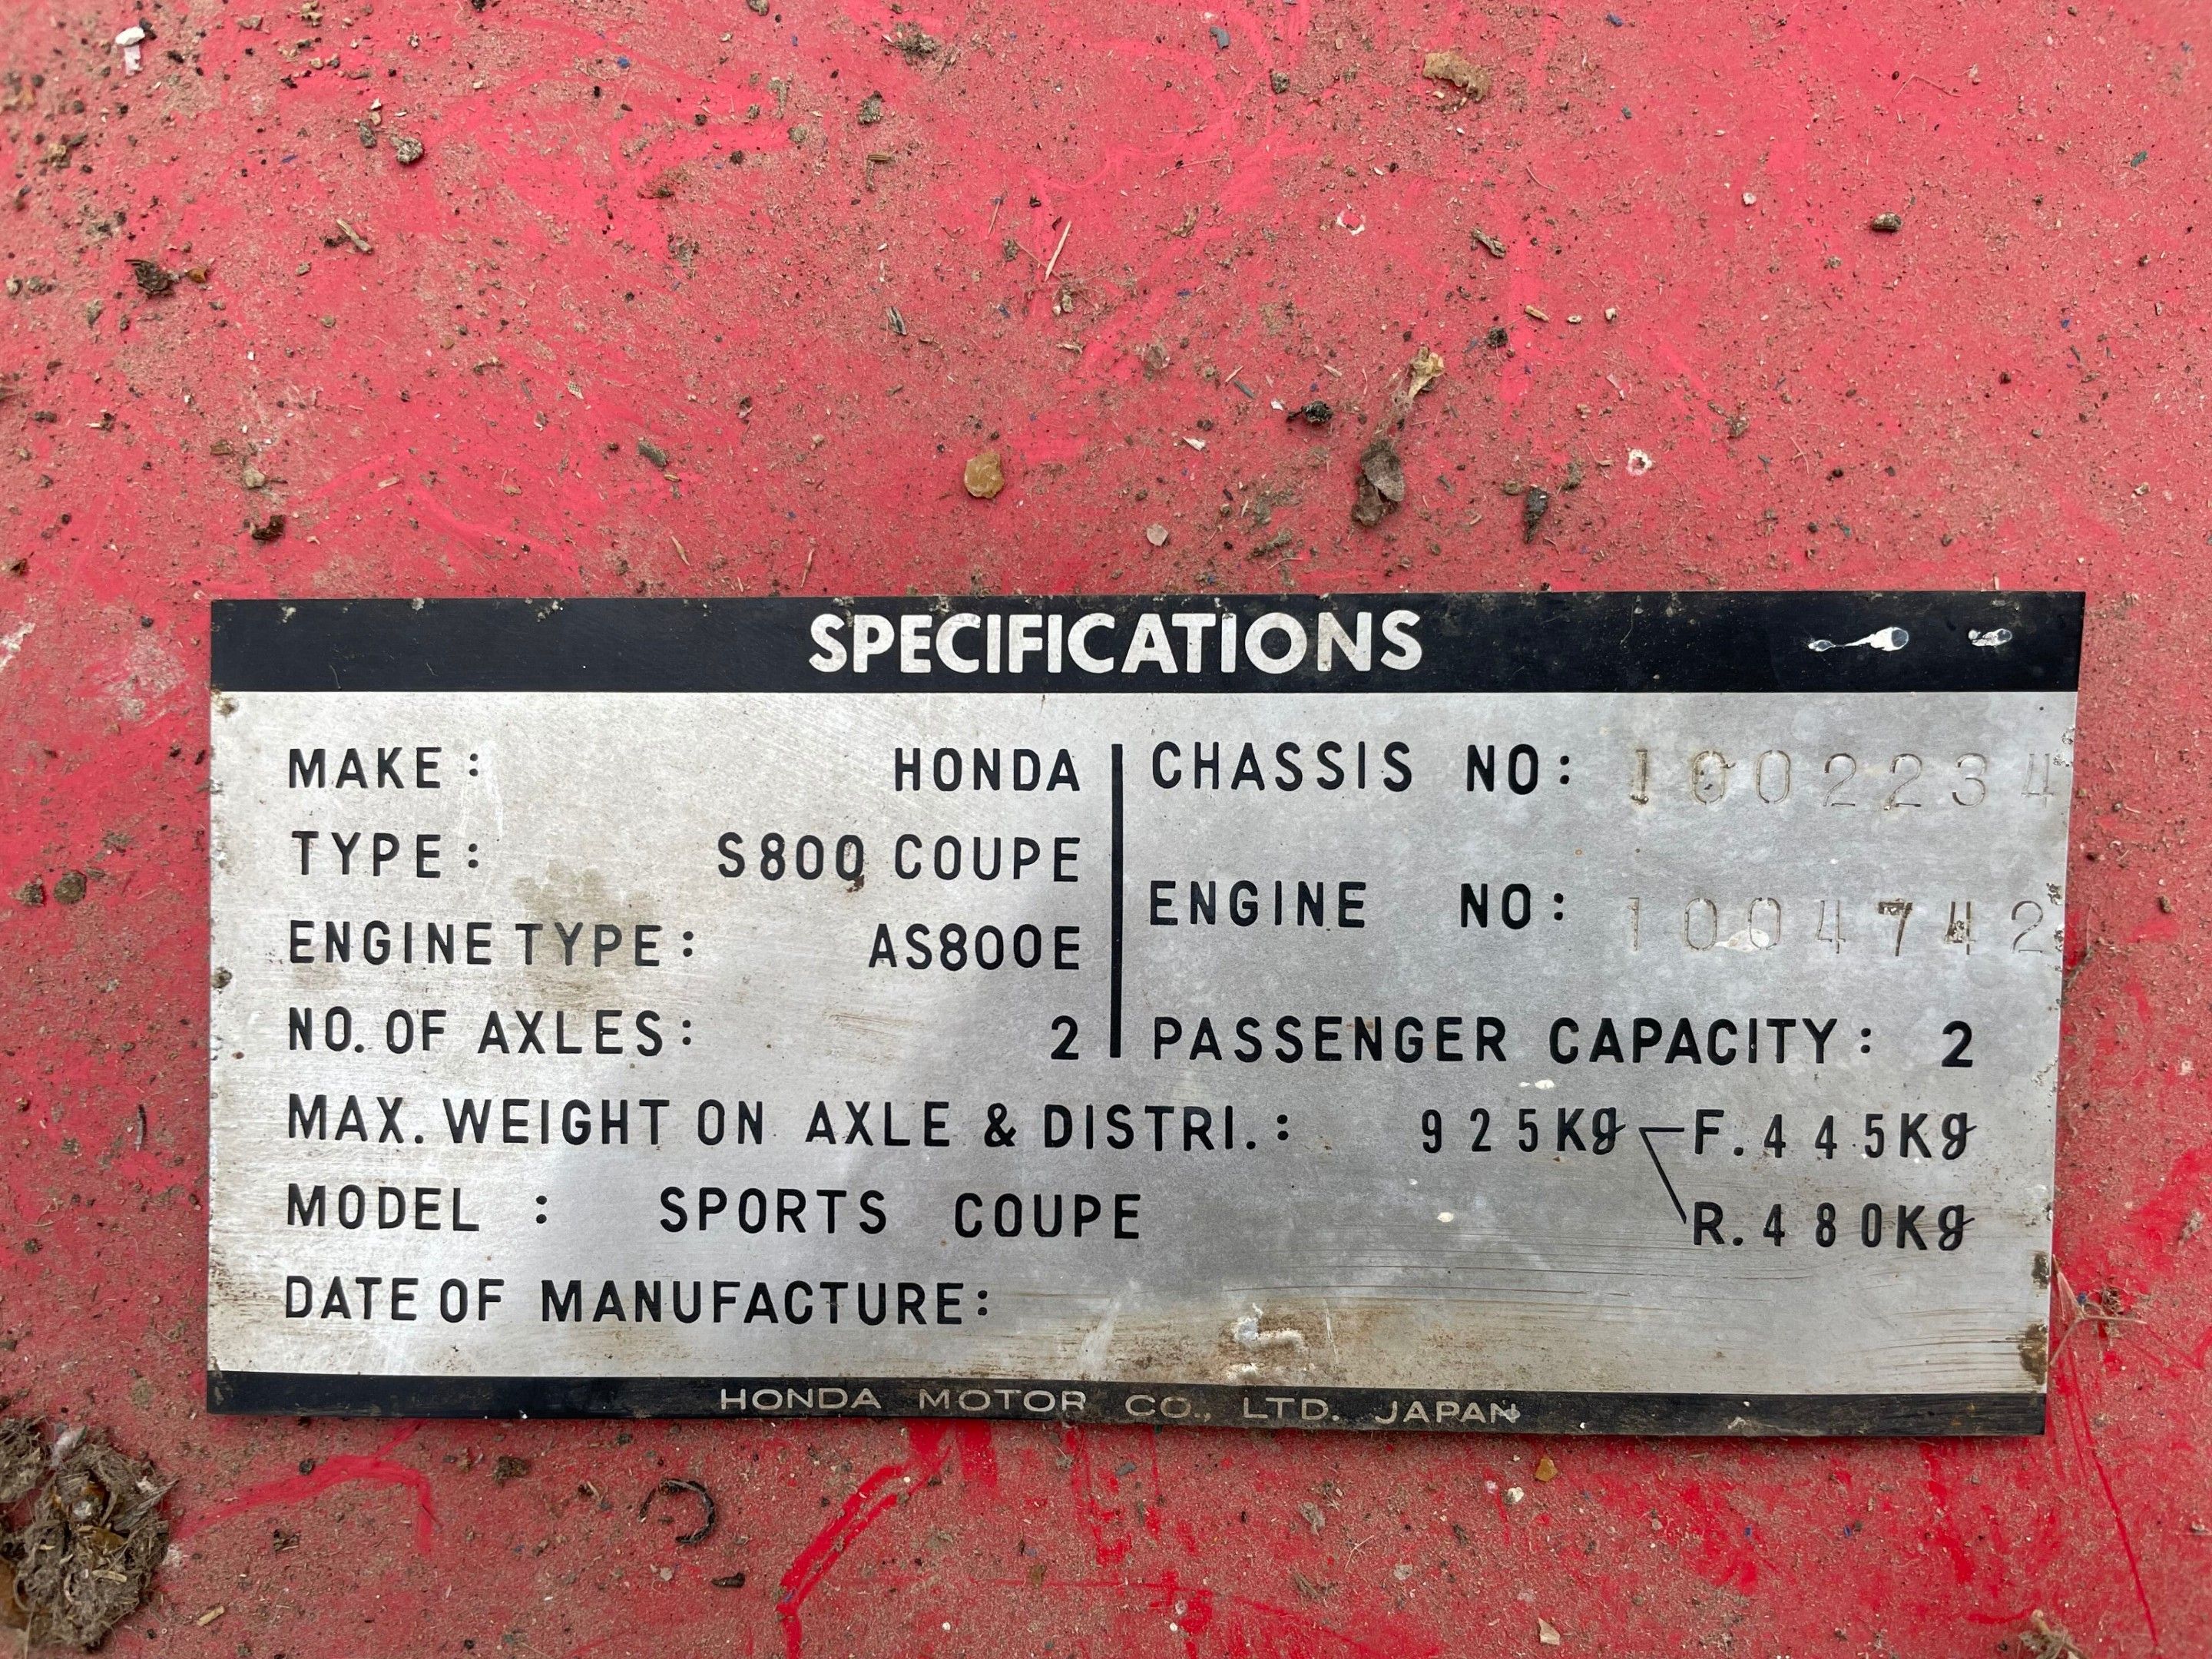 SPECIFICATIONS
MAKE: HONDA
TYPE: S800 COUPE
ENGINE TYPE: AS800E
NO. OF AXLES: 2
CHASSIS NO: 1002234
ENGINE NO: 1004742
PASSENGER CAPACITY: 2
MAX. WEIGHT ON AXLE & DISTRI.: 925Kg F. 445Kg
R. 480Kg
MODEL : SPORTS COUPE
DATE OF MANUFACTURE:
HONDA MOTOR CO., LTD. JAPAN